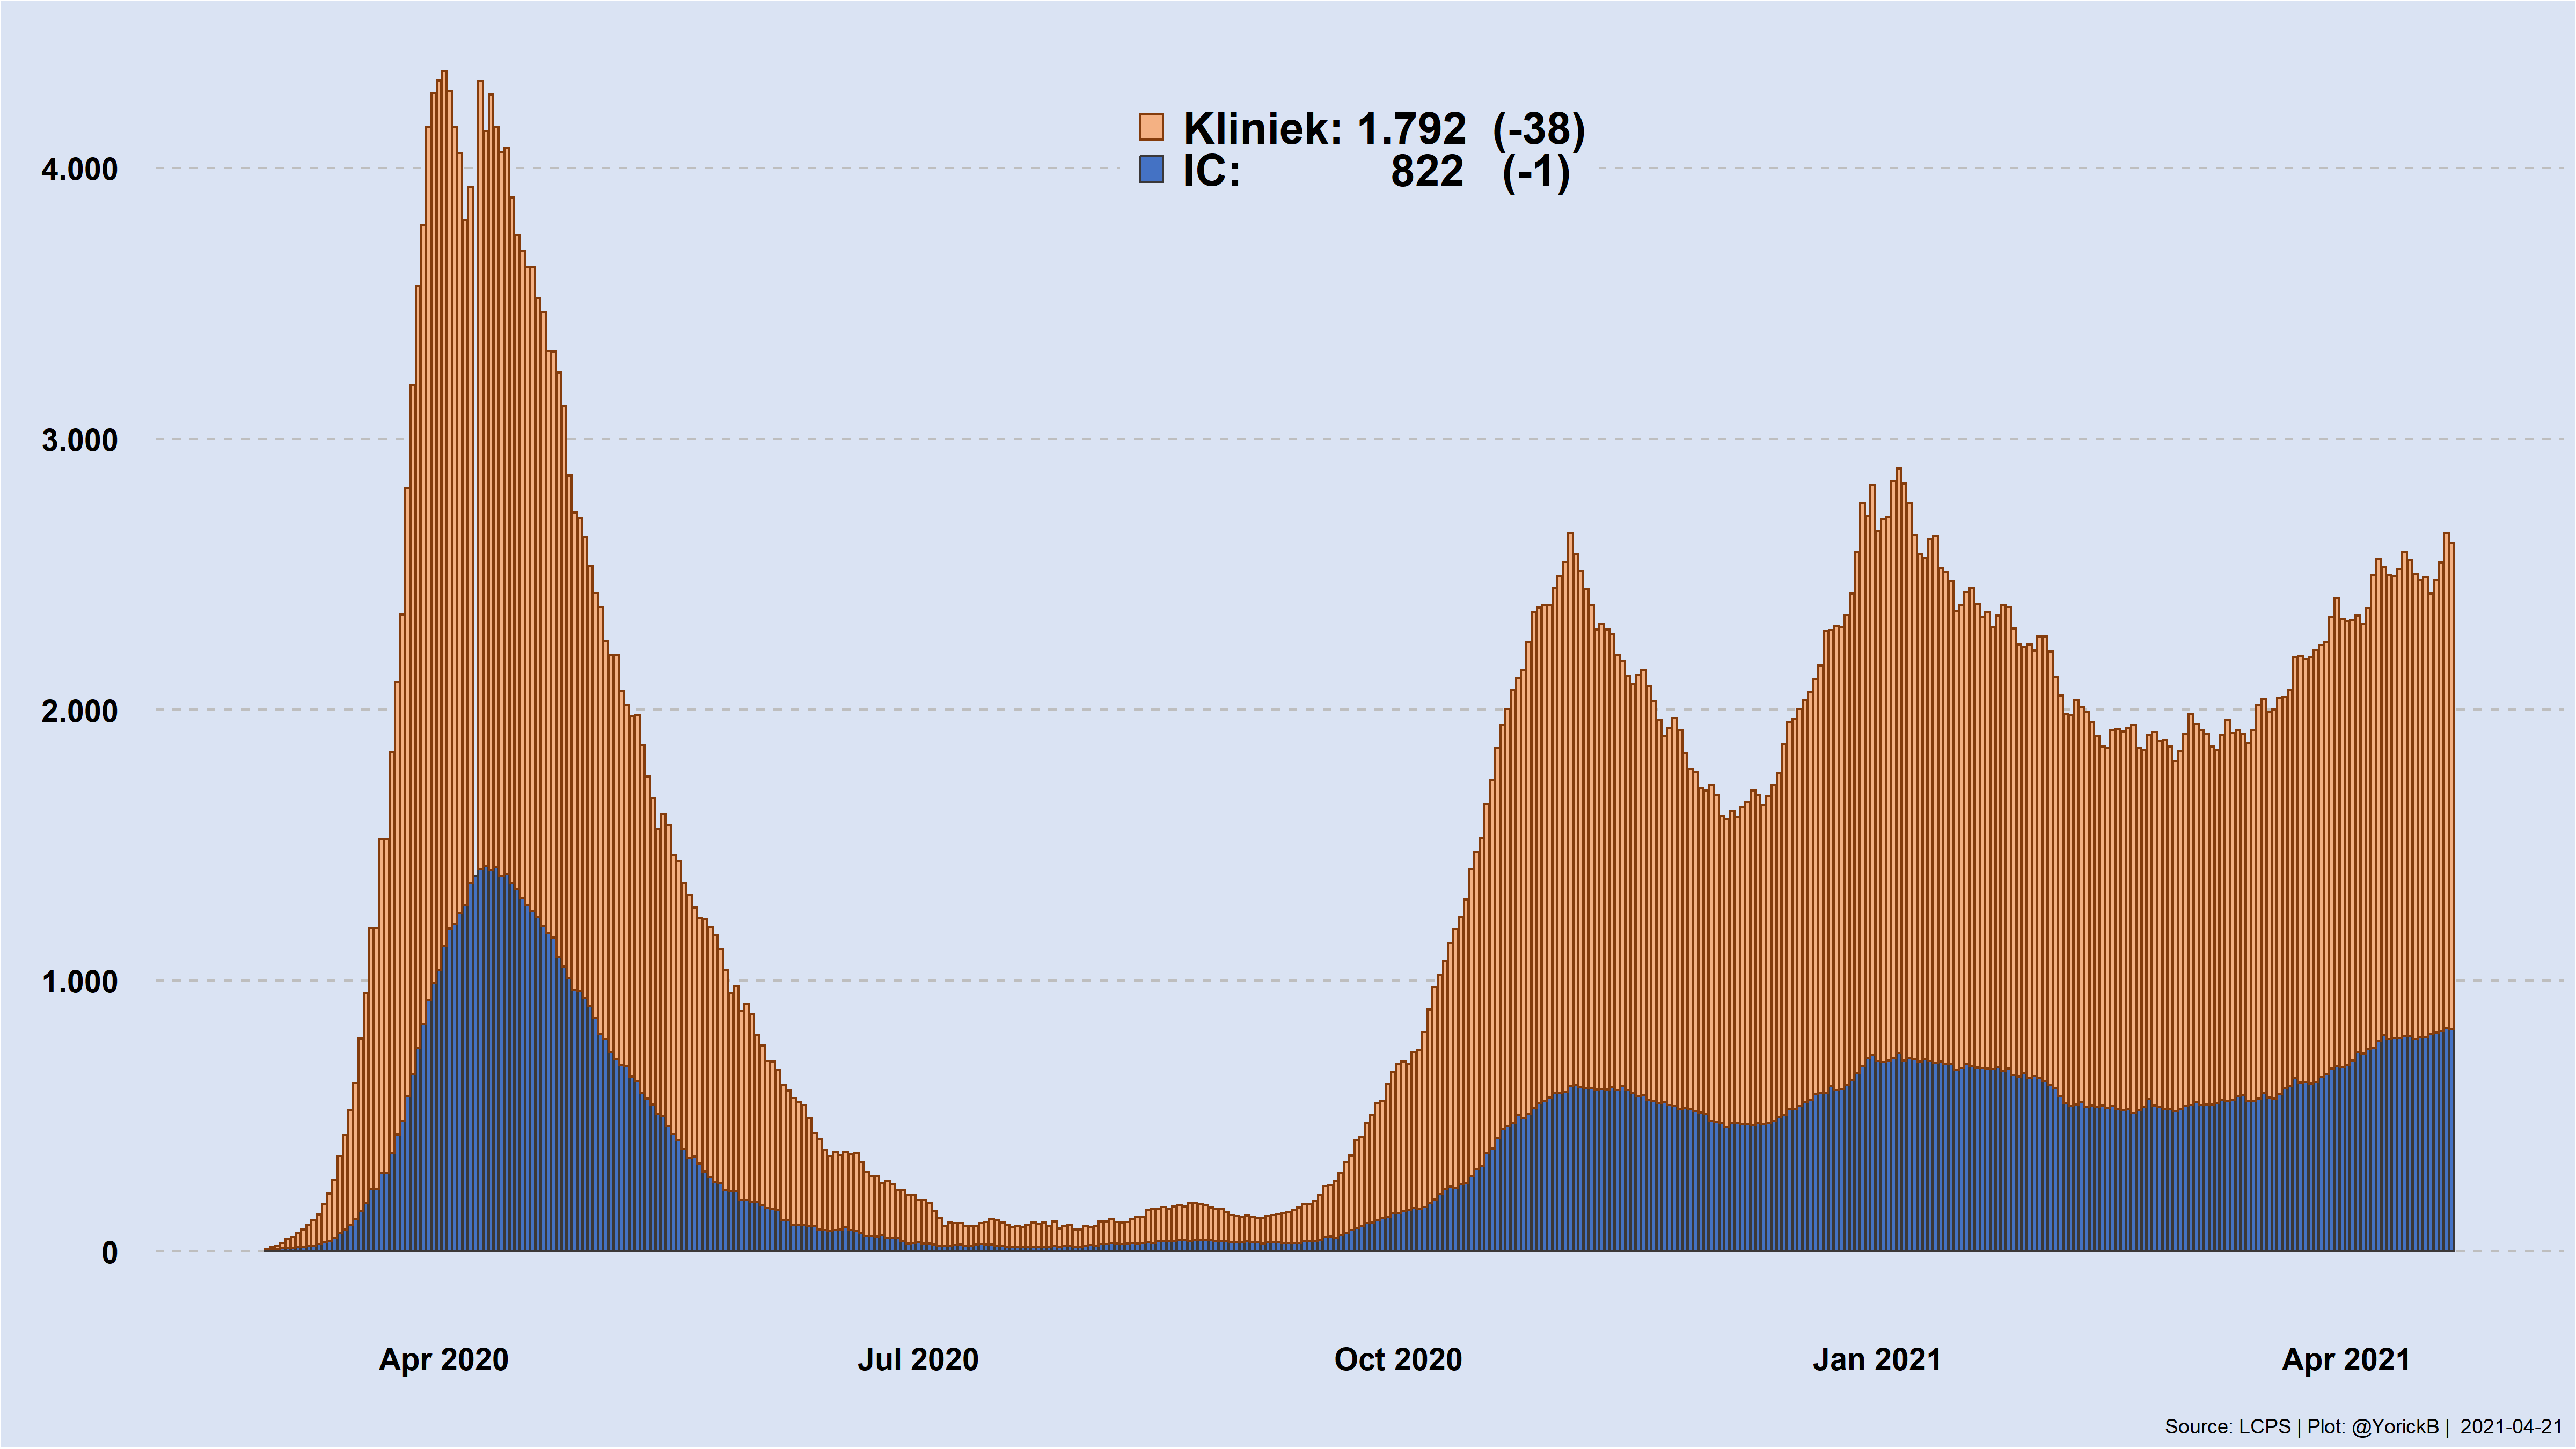 Kliniek: 1.792 (-38)
IC: 822 (-1)
4.000
3.000
2.000
1.000
0
Apr 2020 Jul 2020 Oct 2020 Jan 2021 Apr 2021
Source: LCPS | Plot: @YorickB | 2021-04-21